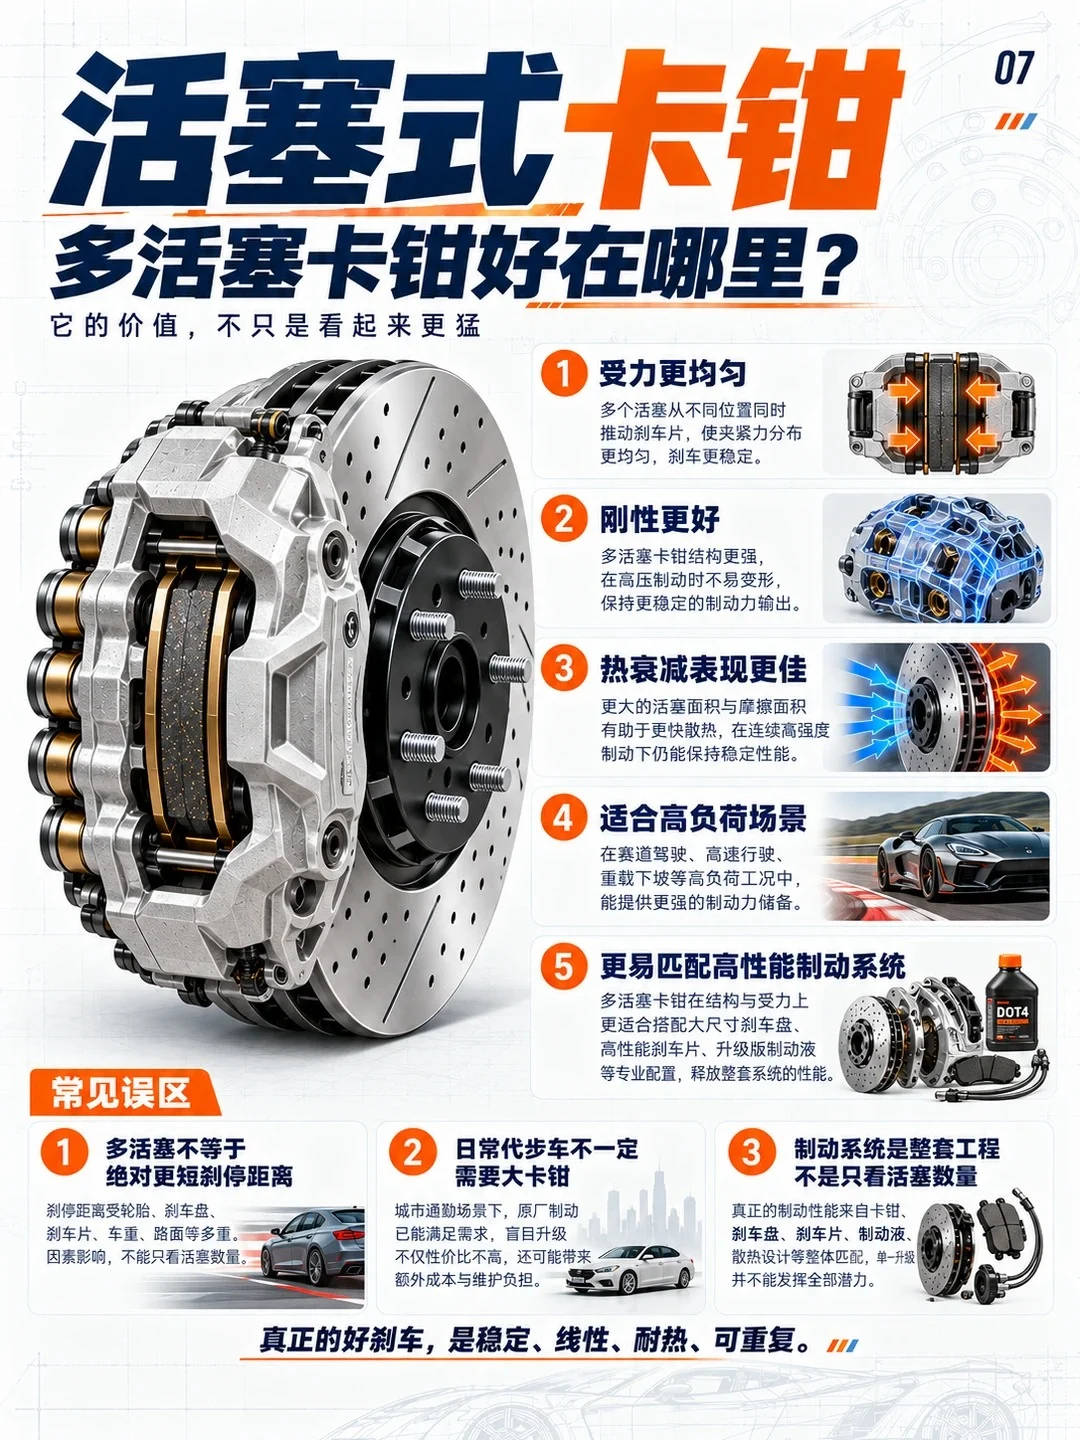 活塞式卡钳
07
多活塞卡钳好在哪里?
它的价值，不只是看起来更猛
1 受力更均匀
多个活塞从不同位置同时
推动刹车片，使夹紧力分布
更均匀，刹车更稳定。
2 刚性更好
多活塞卡钳结构更强，
在高压制动时不易变形，
保持更稳定的制动力输出。
3 热衰减表现更佳
更大的活塞面积与摩擦面积
有助于更快散热，在连续高强度
制动下仍能保持稳定性能。
4 适合高负荷场景
在赛道驾驶、高速行驶、
重载下坡等高负荷工况中，
能提供更强的制动力储备。
5 更易匹配高性能制动系统
多活塞卡钳在结构与受力上
更适合搭配大尺寸刹车盘、
高性能刹车片、升级版制动液
等专业配置，释放整套系统的性能。
DOT4
常见误区
1 多活塞不等于
绝对更短刹停距离
刹停距离受轮胎、刹车盘、
刹车片、车重、路面等多重。
因素影响，不能只看活塞数量。
2 日常代步车不一定
需要大卡钳
城市通勤场景下，原厂制动
已能满足需求，盲目升级
不仅性价比不高，还可能带来
额外成本与维护负担。
3 制动系统是整套工程
不是只看活塞数量
真正的制动性能来自卡钳、
刹车盘、刹车片、制动液、
散热设计等整体匹配，单一升级
并不能发挥全部潜力。
真正的好刹车，是稳定、线性、耐热、可重复。